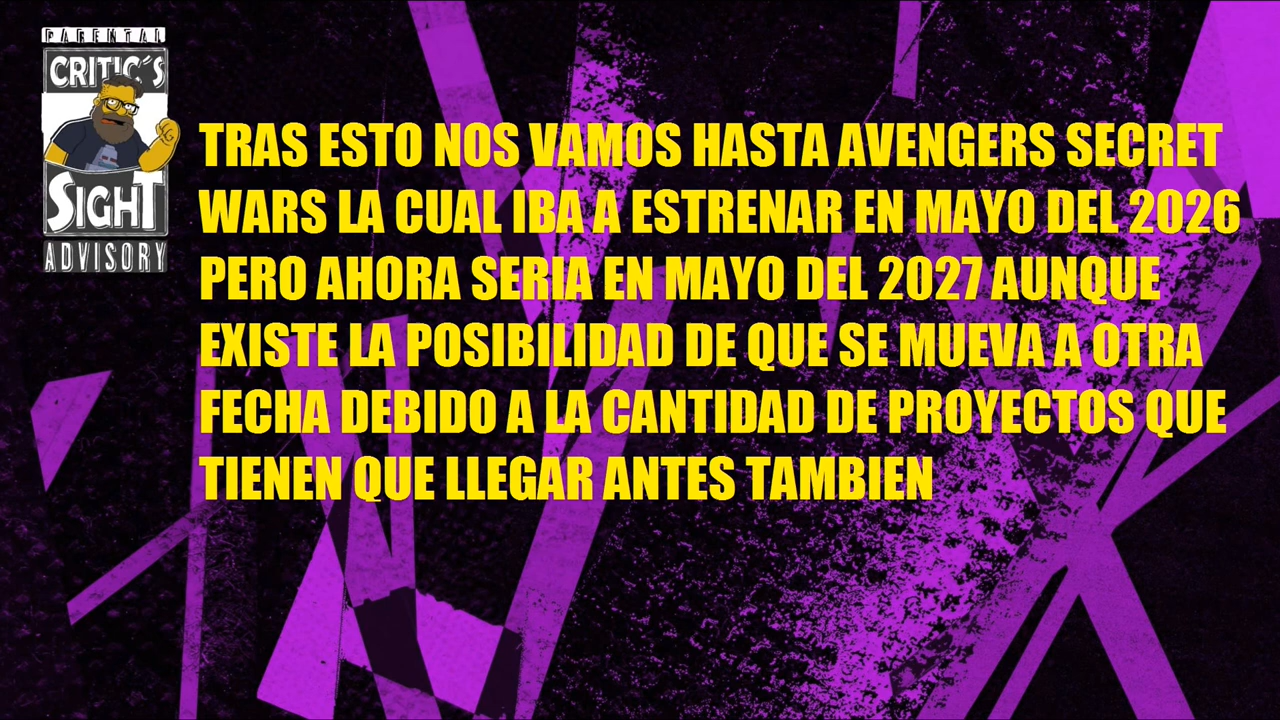 PARENTAL
CRITIC´S
SIGHT
ADVISORY
TRAS ESTO NOS VAMOS HASTA AVENGERS SECRET
WARS LA CUAL IBA A ESTRENAR EN MAYO DEL 2026
PERO AHORA SERIA EN MAYO DEL 2027 AUNQUE
EXISTE LA POSIBILIDAD DE QUE SE MUEVA A OTRA
FECHA DEBIDO A LA CANTIDAD DE PROYECTOS QUE
TIENEN QUE LLEGAR ANTES TAMBIEN